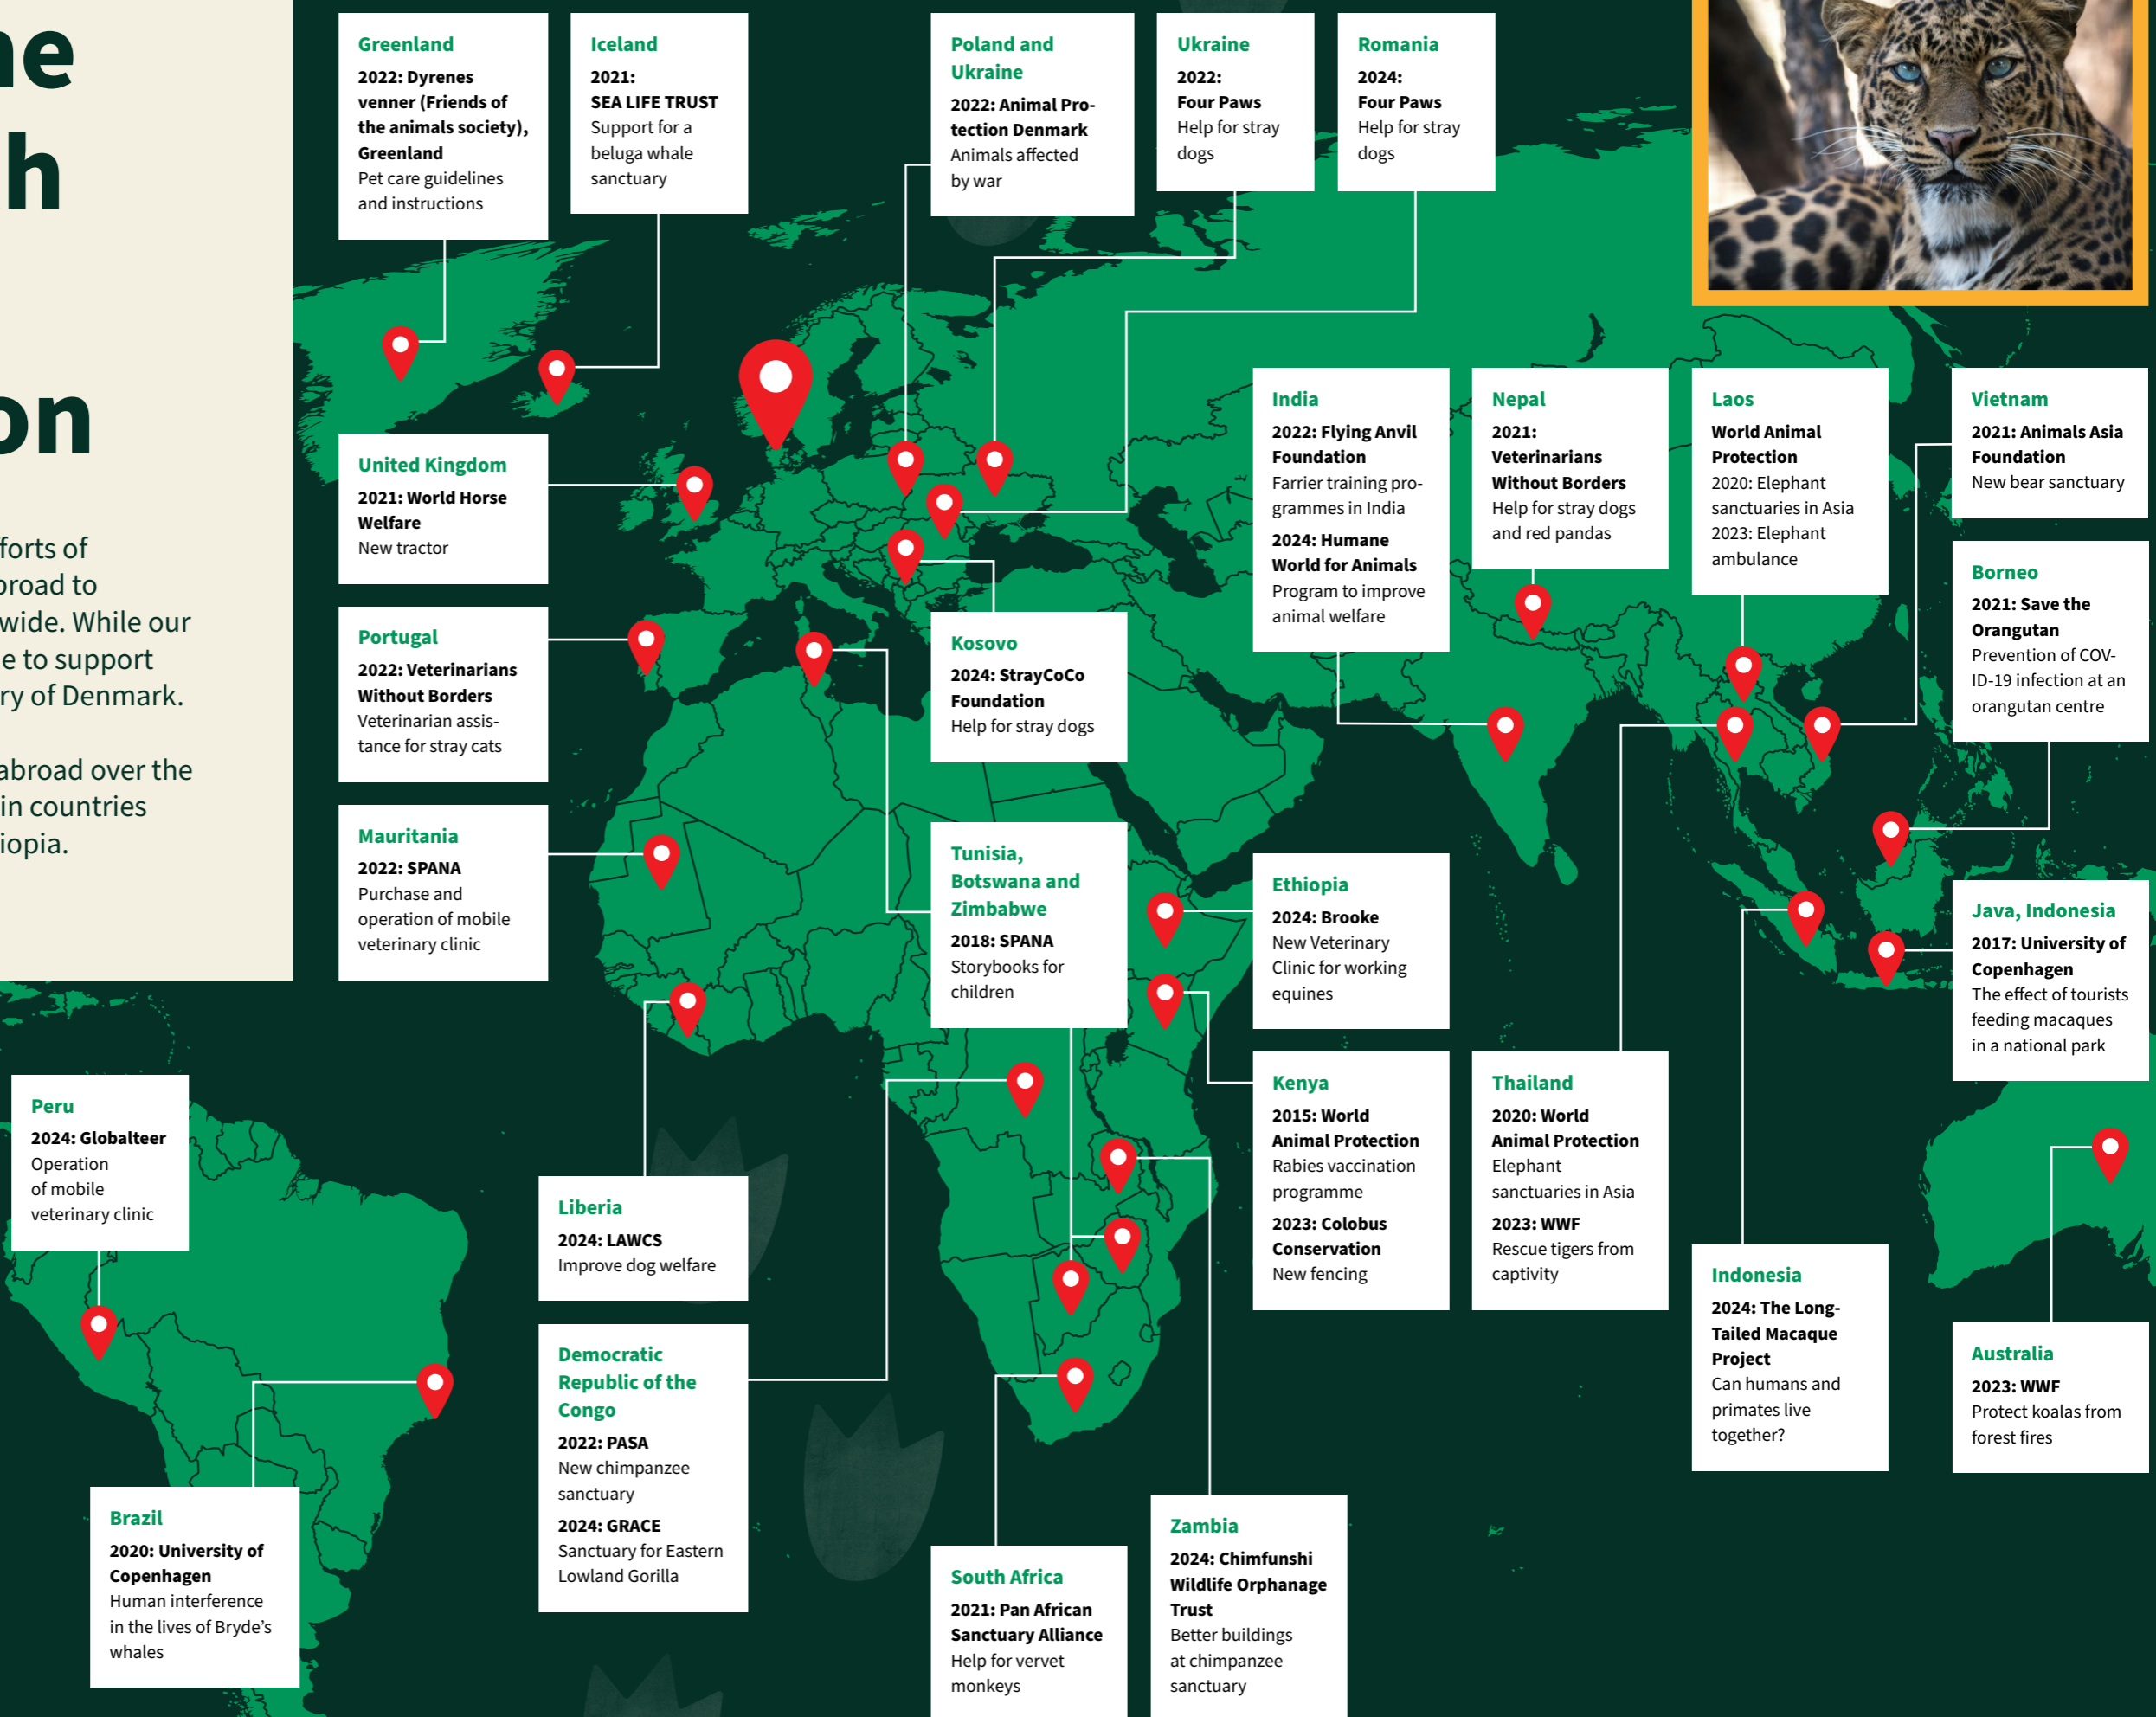 ne
h
on
forts of
broad to
wide. While our
e to support
ry of Denmark.
abroad over the
in countries
iopia.
Greenland
2022: Dyrenes
venner (Friends of
the animals society),
Greenland
Pet care guidelines
and instructions
Iceland
2021:
SEA LIFE TRUST
Support for a
beluga whale
sanctuary
Poland and
Ukraine
2022: Animal Pro-
tection Denmark
Animals affected
by war
Ukraine
2022:
Four Paws
Help for stray
dogs
Romania
2024:
Four Paws
Help for stray
dogs
United Kingdom
2021: World Horse
Welfare
New tractor
Portugal
2022: Veterinarians
Without Borders
Veterinarian assis-
tance for stray cats
Mauritania
2022: SPANA
Purchase and
operation of mobile
veterinary clinic
Kosovo
2024: StrayCoCo
Foundation
Help for stray dogs
India
2022: Flying Anvil
Foundation
Farrier training pro-
grammes in India
2024: Humane
World for Animals
Program to improve
animal welfare
Nepal
2021:
Veterinarians
Without Borders
Help for stray dogs
and red pandas
Laos
World Animal
Protection
2020: Elephant
sanctuaries in Asia
2023: Elephant
ambulance
Vietnam
2021: Animals Asia
Foundation
New bear sanctuary
Borneo
2021: Save the
Orangutan
Prevention of COV-
ID-19 infection at an
orangutan centre
Tunisia,
Botswana and
Zimbabwe
2018: SPANA
Storybooks for
children
Ethiopia
2024: Brooke
New Veterinary
Clinic for working
equines
Java, Indonesia
2017: University of
Copenhagen
The effect of tourists
feeding macaques
in a national park
Kenya
2015: World
Animal Protection
Rabies vaccination
programme
2023: Colobus
Conservation
New fencing
Thailand
2020: World
Animal Protection
Elephant
sanctuaries in Asia
2023: WWF
Rescue tigers from
captivity
Peru
2024: Globalteer
Operation
of mobile
veterinary clinic
Liberia
2024: LAWCS
Improve dog welfare
Indonesia
2024: The Long-
Tailed Macaque
Project
Can humans and
primates live
together?
Australia
2023: WWF
Protect koalas from
forest fires
Democratic
Republic of the
Congo
2022: PASA
New chimpanzee
sanctuary
2024: GRACE
Sanctuary for Eastern
Lowland Gorilla
Brazil
2020: University of
Copenhagen
Human interference
in the lives of Bryde’s
whales
South Africa
2021: Pan African
Sanctuary Alliance
Help for vervet
monkeys
Zambia
2024: Chimfunshi
Wildlife Orphanage
Trust
Better buildings
at chimpanzee
sanctuary